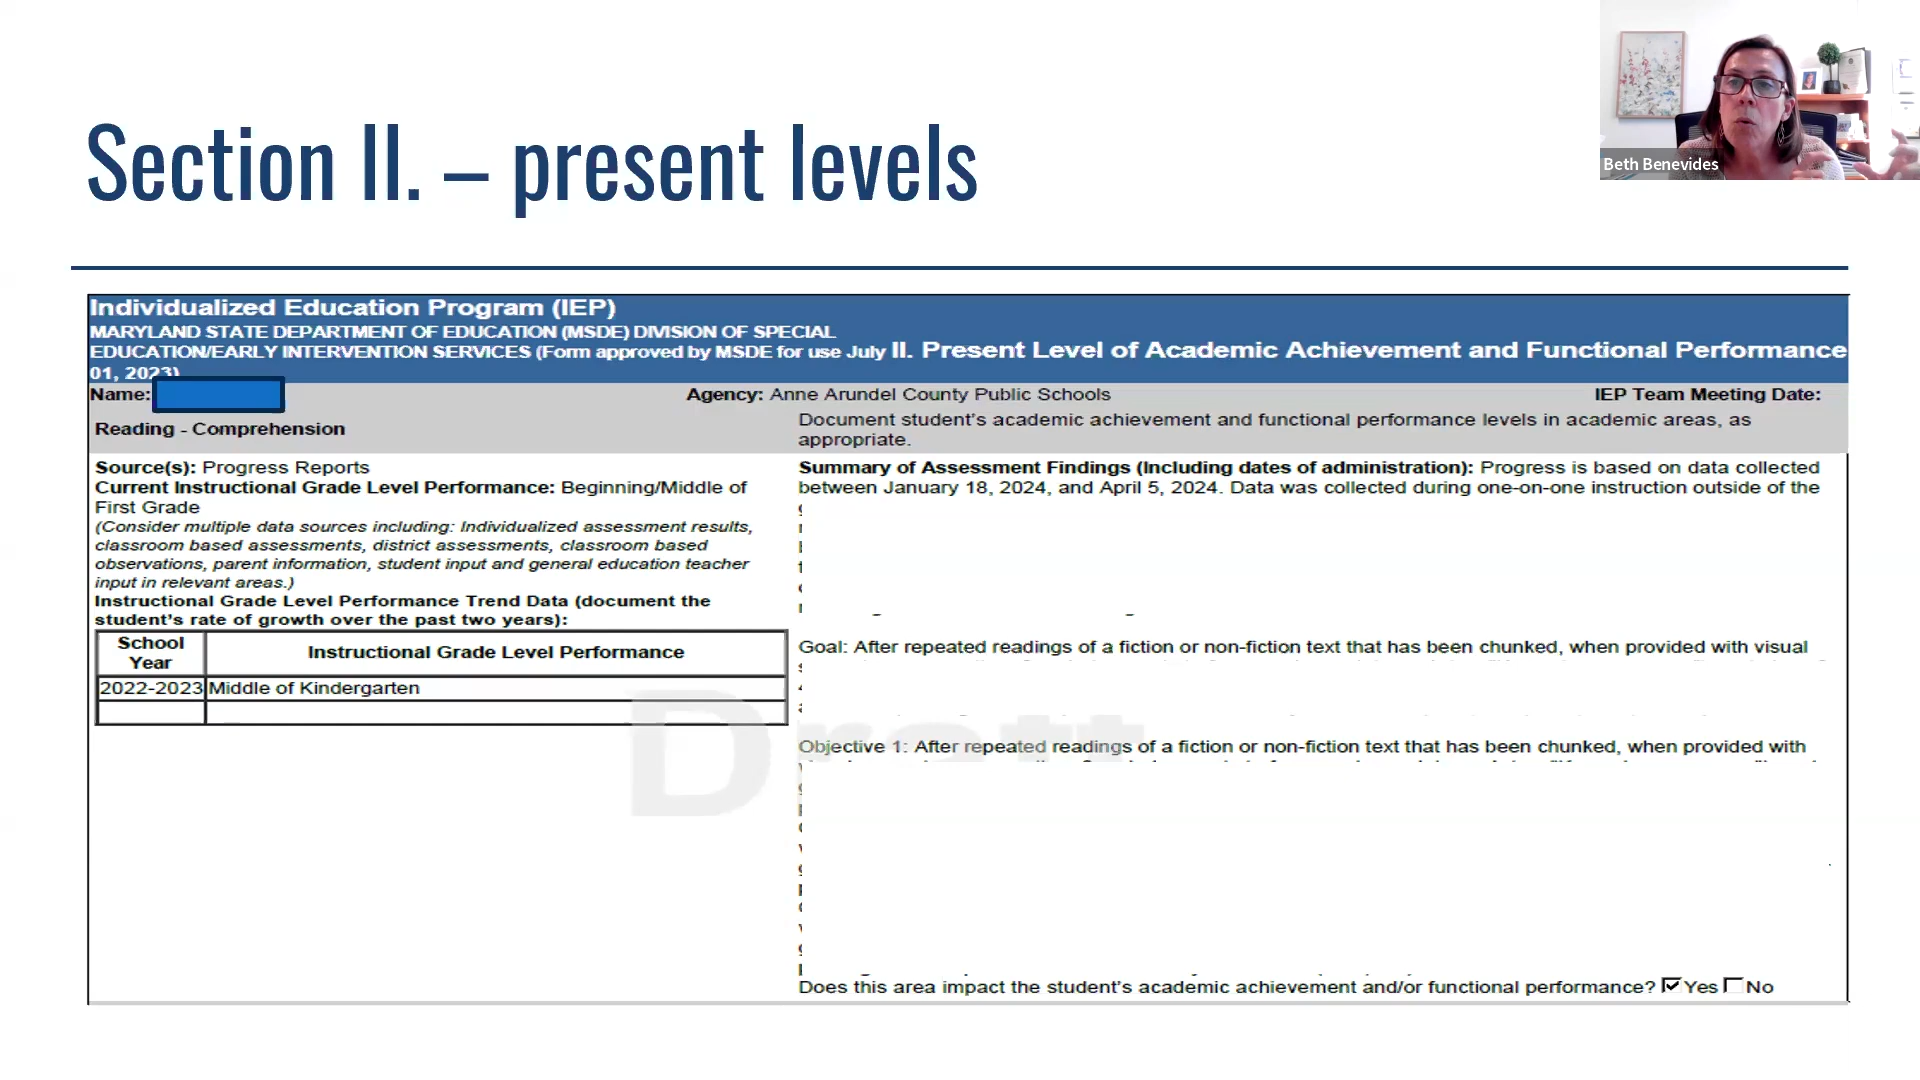 Section II. – present levels
Beth Benevides
Individualized Education Program (IEP)
MARYLAND STATE DEPARTMENT OF EDUCATION (MSDE) DIVISION OF SPECIAL
EDUCATION/EARLY INTERVENTION SERVICES (Form approved by MSDE for use July
01, 2023)
II. Present Level of Academic Achievement and Functional Performance
Name:
Agency: Anne Arundel County Public Schools
IEP Team Meeting Date:
Reading - Comprehension
Document student's academic achievement and functional performance levels in academic areas, as
appropriate.
Source(s): Progress Reports
Current Instructional Grade Level Performance: Beginning/Middle of
First Grade
(Consider multiple data sources including: Individualized assessment results,
classroom based assessments, district assessments, classroom based
observations, parent information, student input and general education teacher
input in relevant areas.)
Instructional Grade Level Performance Trend Data (document the
student's rate of growth over the past two years):
School
Year
Instructional Grade Level Performance
2022-2023 Middle of Kindergarten
Summary of Assessment Findings (Including dates of administration): Progress is based on data collected
between January 18, 2024, and April 5, 2024. Data was collected during one-on-one instruction outside of the
Goal: After repeated readings of a fiction or non-fiction text that has been chunked, when provided with visual
Objective 1: After repeated readings of a fiction or non-fiction text that has been chunked, when provided with
Does this area impact the student's academic achievement and/or functional performance? Yes No
Draft